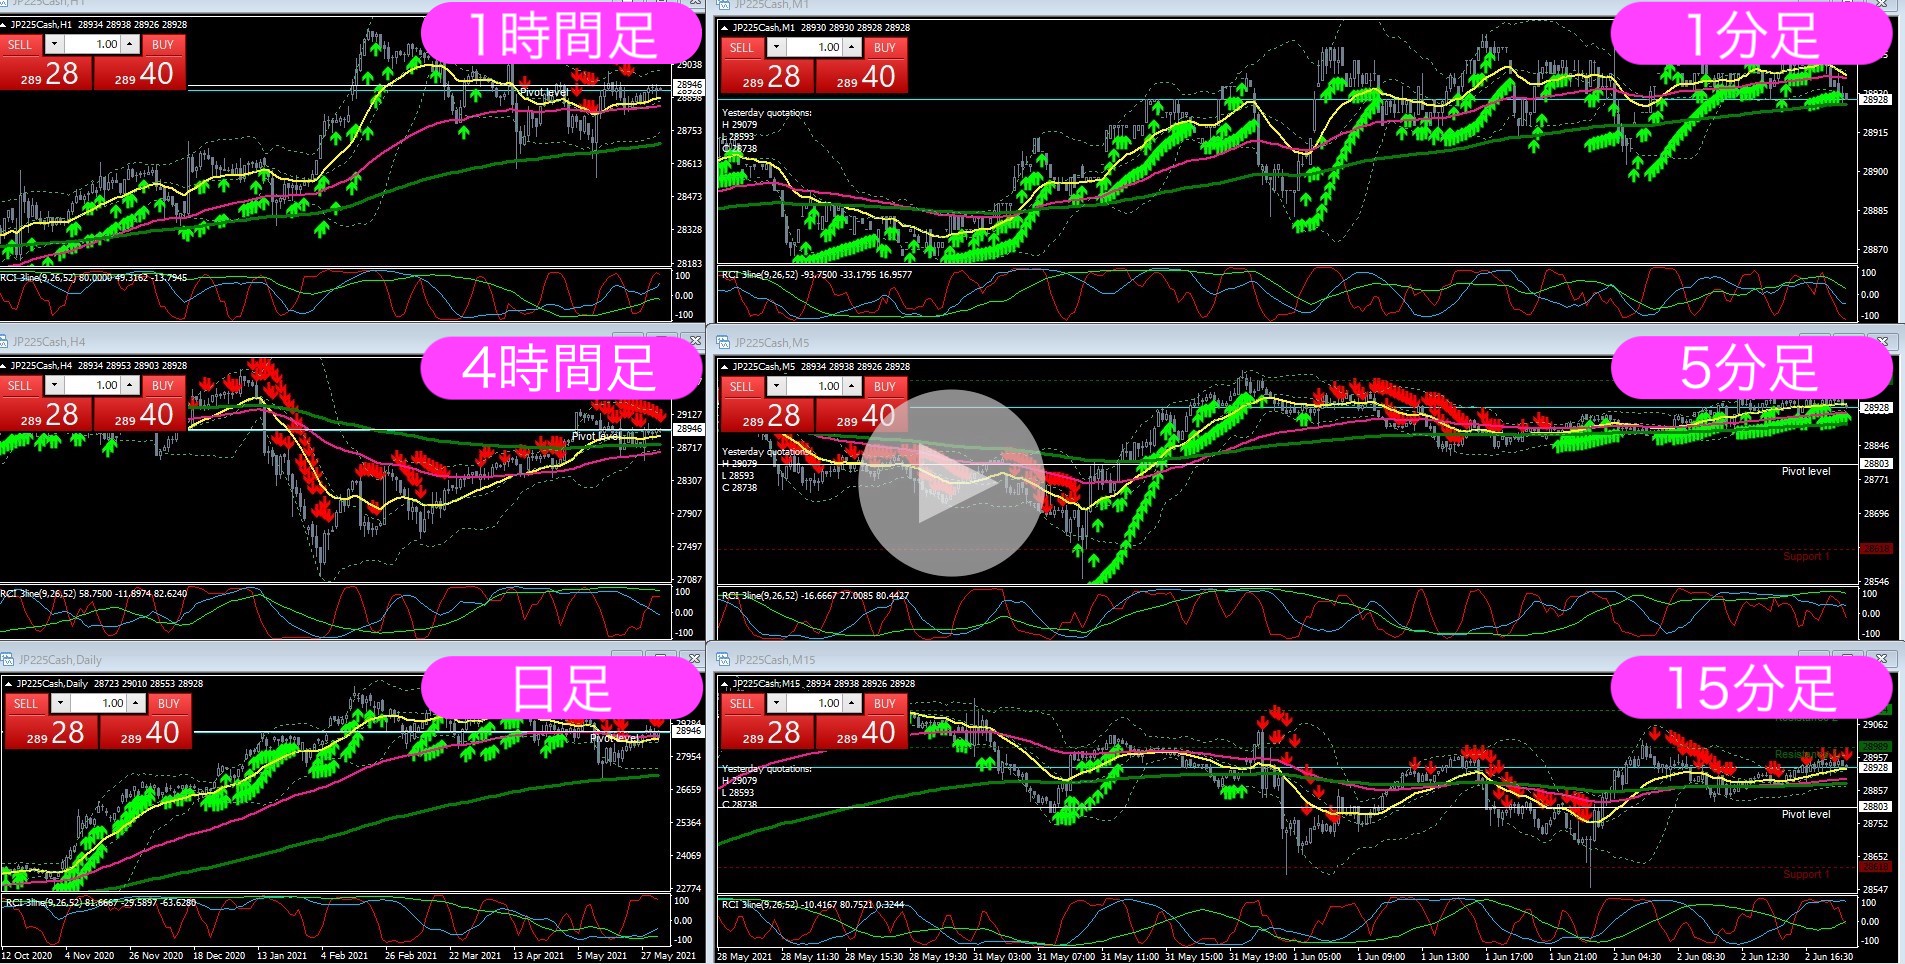 JP225Cash,H1
JP225Cash,H1 28934 28938 28926 28928
SELL 1.00 BUY
289 28 289 40
1時間足
29038
28946
28898
28753
28613
28473
28328
28183
Pivot level
RCI 3line(9,26,52) 80.0000 49.3162 -13.7945
100
0.00
-100
JP225Cash,M1
JP225Cash,M1 28930 28930 28928 28928
SELL 1.00 BUY
289 28 289 40
1分足
Yesterday quotations:
H 29079
L 28593
C 28738
28928
28915
28900
28885
28870
RCI 3line(9,26,52) -93.7500 -33.1795 16.9577
100
0.00
-100
JP225Cash,H4
JP225Cash,H4 28934 28953 28903 28928
SELL 1.00 BUY
289 28 289 40
4時間足
29127
28946
28717
28307
27907
27497
27087
Pivot level
RCI 3line(9,26,52) 58.7500 -11.8974 82.6240
100
0.00
-100
JP225Cash,M5
JP225Cash,M5 28934 28938 28926 28928
SELL 1.00 BUY
289 28 289 40
5分足
Yesterday quotations:
H 29079
L 28593
C 28738
28928
28846
28803
Pivot level
28771
28696
Support 1
28546
RCI 3line(9,26,52) -16.6667 27.0085 80.4427
100
0.00
-100
JP225Cash,Daily
JP225Cash,Daily 28723 29010 28553 28928
SELL 1.00 BUY
289 28 289 40
日足
29284
28946
Pivot level
27954
26659
25364
24069
22774
RCI 3line(9,26,52) 81.6667 -29.5897 -63.6280
100
0.00
-100
12 Oct 2020 4 Nov 2020 26 Nov 2020 18 Dec 2020 13 Jan 2021 4 Feb 2021 26 Feb 2021 22 Mar 2021 13 Apr 2021 5 May 2021 27 May 2021
JP225Cash,M15
JP225Cash,M15 28934 28938 28926 28928
SELL 1.00 BUY
289 28 289 40
15分足
Yesterday quotations:
H 29079
L 28593
C 28738
29062
28989
28957
28928
28857
28803
Pivot level
28752
28652
Support 1
28547
RCI 3line(9,26,52) -10.4167 80.7521 0.3244
100
0.00
-100
28 May 2021 28 May 11:30 28 May 15:30 28 May 19:30 31 May 03:00 31 May 07:00 31 May 11:00 31 May 15:00 31 May 19:00 1 Jun 05:00 1 Jun 09:00 1 Jun 13:00 1 Jun 17:00 1 Jun 21:00 2 Jun 04:30 2 Jun 08:30 2 Jun 12:30 2 Jun 16:30